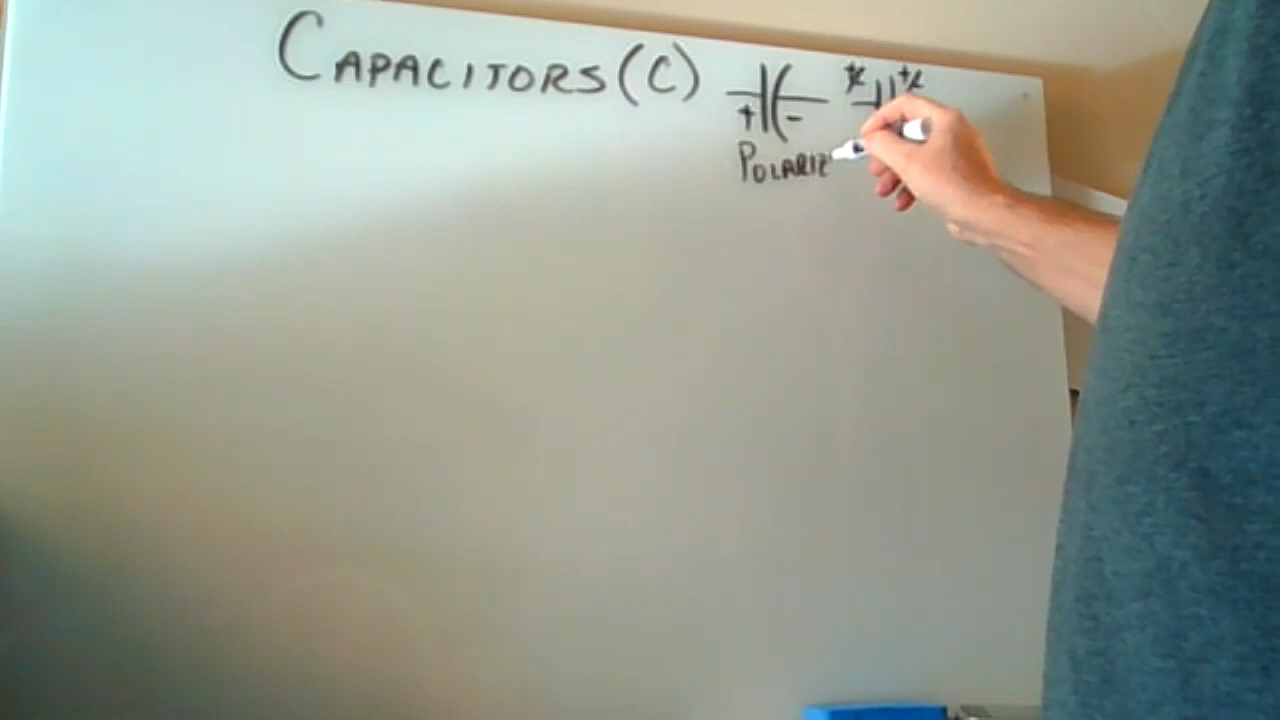 CAPACITORS (C)
+ -
+/- +/-
POLARIZ